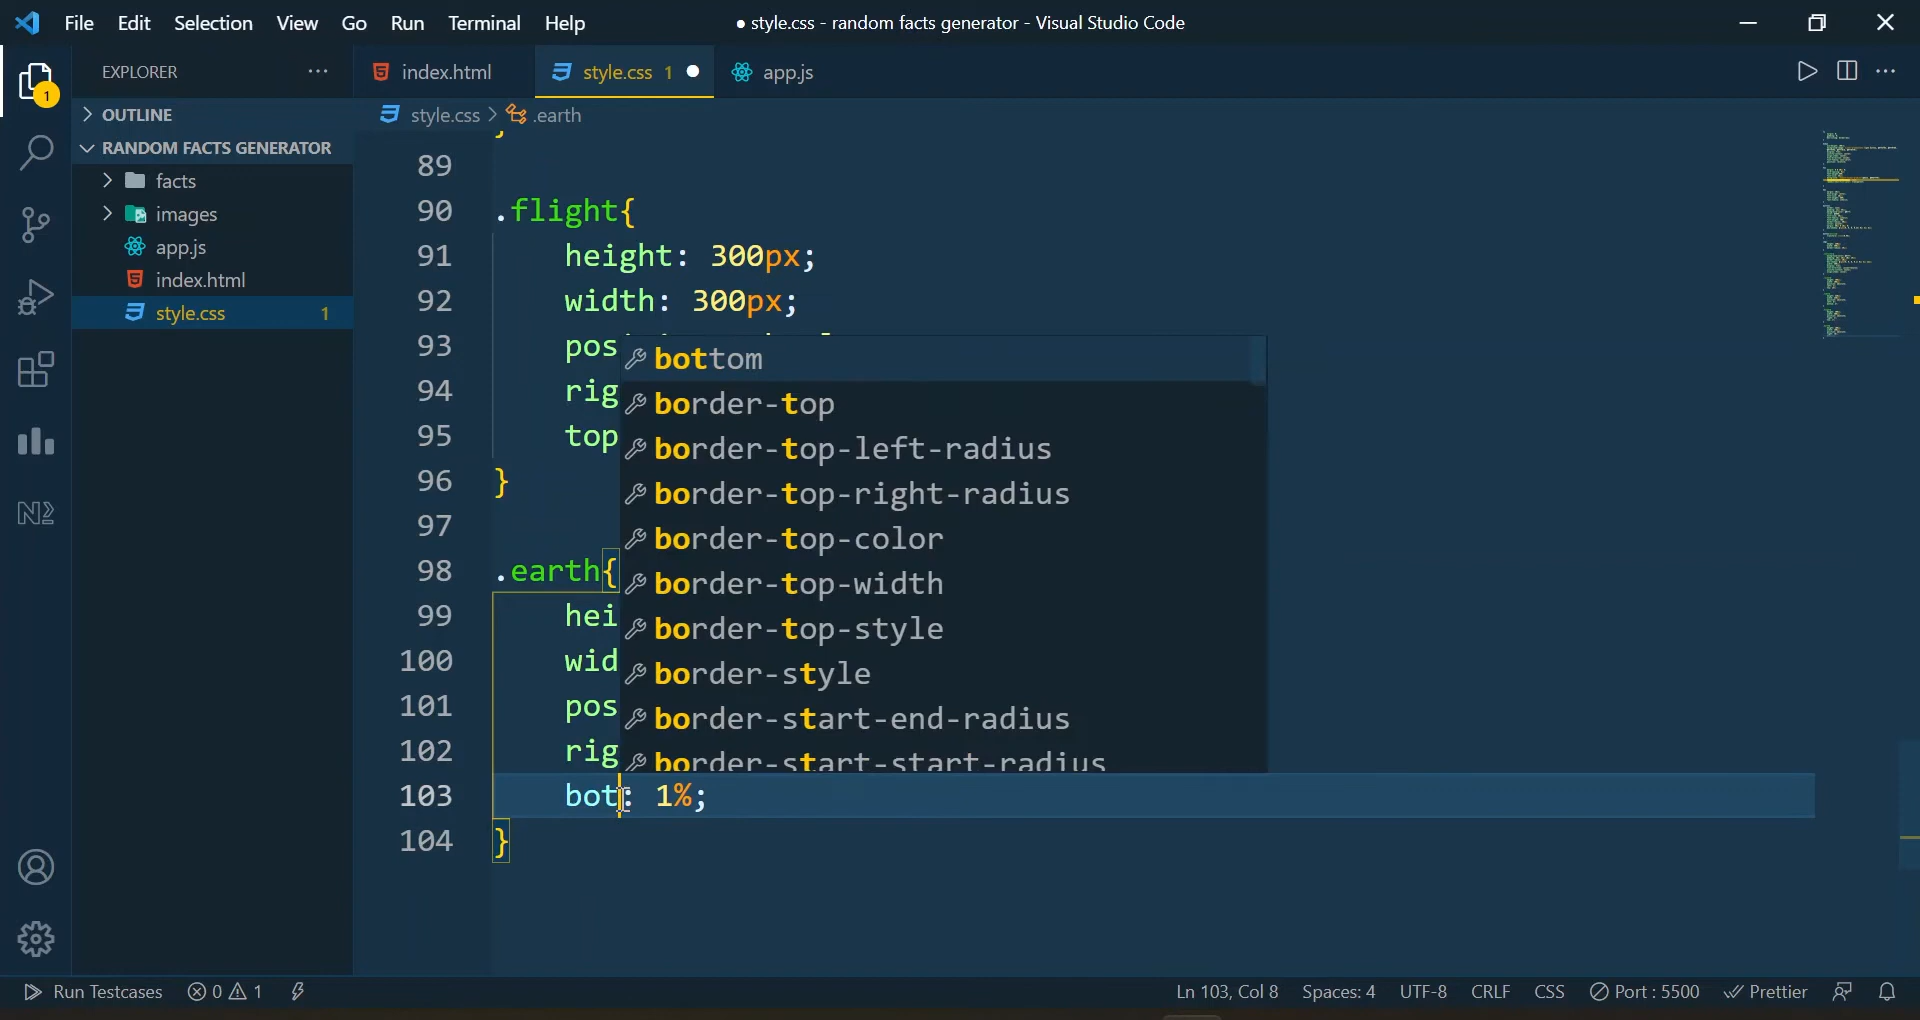 File Edit Selection View Go Run Terminal Help
● style.css - random facts generator - Visual Studio Code
EXPLORER
index.html
style.css 1
app.js
OUTLINE
style.css > .earth
RANDOM FACTS GENERATOR
facts
images
app.js
index.html
style.css 1
1
89
90 .flight{
91 height: 300px;
92 width: 300px;
93 pos
94 rig
95 top
96 }
97
98 .earth{
99 hei
100 wid
101 pos
102 rig
103 bot: 1%;
104 }
bottom
border-top
border-top-left-radius
border-top-right-radius
border-top-color
border-top-width
border-top-style
border-style
border-start-end-radius
border-start-start-radius
Run Testcases
0 1
Ln 103, Col 8
Spaces: 4
UTF-8
CRLF
CSS
Port : 5500
Prettier